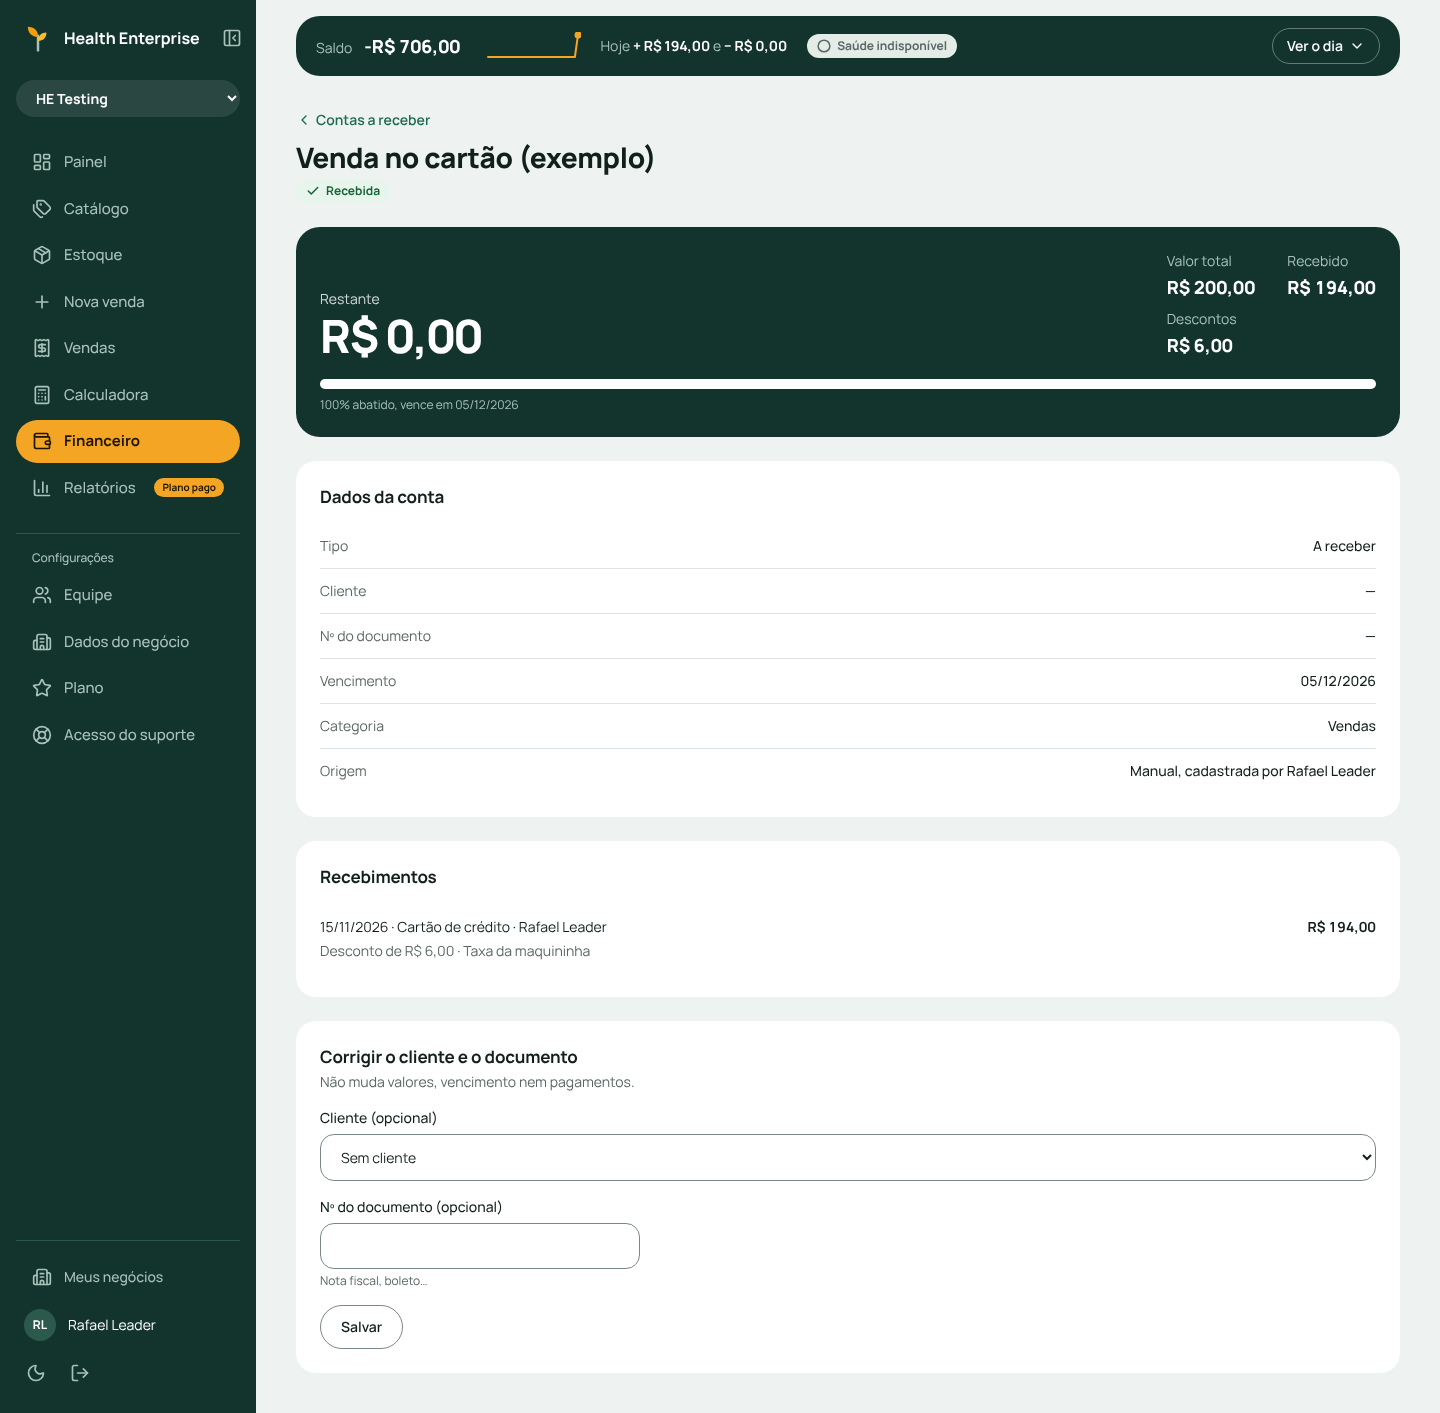 Health Enterprise
HE Testing
Painel
Catálogo
Estoque
Nova venda
Vendas
Calculadora
Financeiro
Relatórios Plano pago
Configurações
Equipe
Dados do negócio
Plano
Acesso do suporte
Meus negócios
RL Rafael Leader
Saldo -R$ 706,00 Hoje + R$ 194,00 e − R$ 0,00 Saúde indisponível Ver o dia
Contas a receber
Venda no cartão (exemplo)
Recebida
Restante
R$ 0,00
Valor total Recebido
R$ 200,00 R$ 194,00
Descontos
R$ 6,00
100% abatido, vence em 05/12/2026
Dados da conta
Tipo A receber
Cliente —
Nº do documento —
Vencimento 05/12/2026
Categoria Vendas
Origem Manual, cadastrada por Rafael Leader
Recebimentos
15/11/2026 · Cartão de crédito · Rafael Leader R$ 194,00
Desconto de R$ 6,00 · Taxa da maquininha
Corrigir o cliente e o documento
Não muda valores, vencimento nem pagamentos.
Cliente (opcional)
Sem cliente
Nº do documento (opcional)
Nota fiscal, boleto…
Salvar